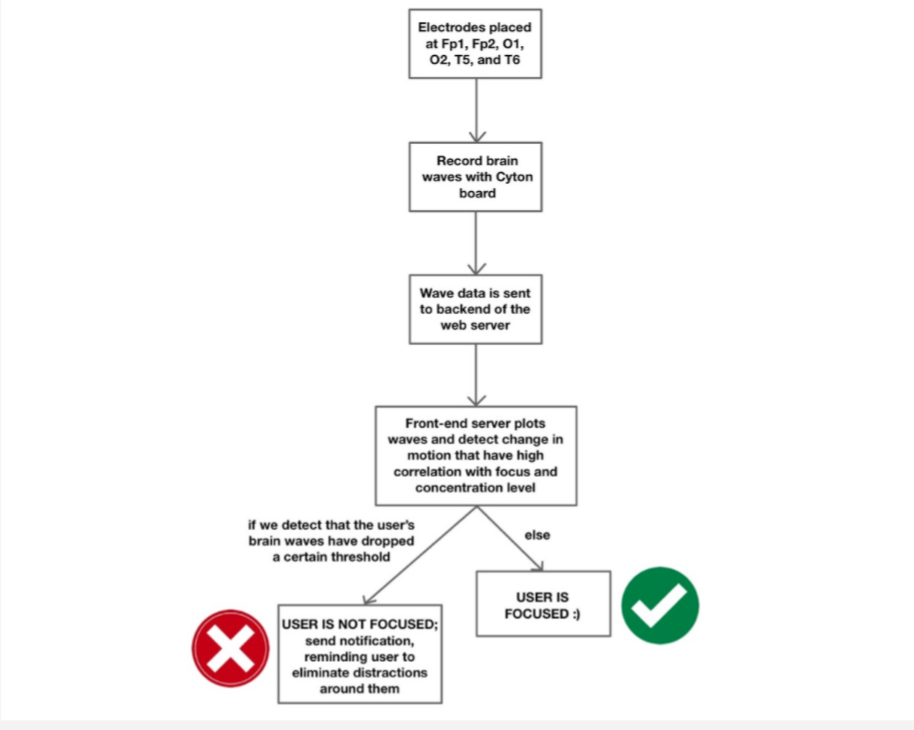 Electrodes placed
at Fp1, Fp2, O1,
O2, T5, and T6
Record brain
waves with Cyton
board
Wave data is sent
to backend of the
web server
Front-end server plots
waves and detect change in
motion that have high
correlation with focus and
concentration level
if we detect that the user's
brain waves have dropped
a certain threshold
else
USER IS NOT FOCUSED;
send notification,
reminding user to
eliminate distractions
around them
USER IS
FOCUSED :)